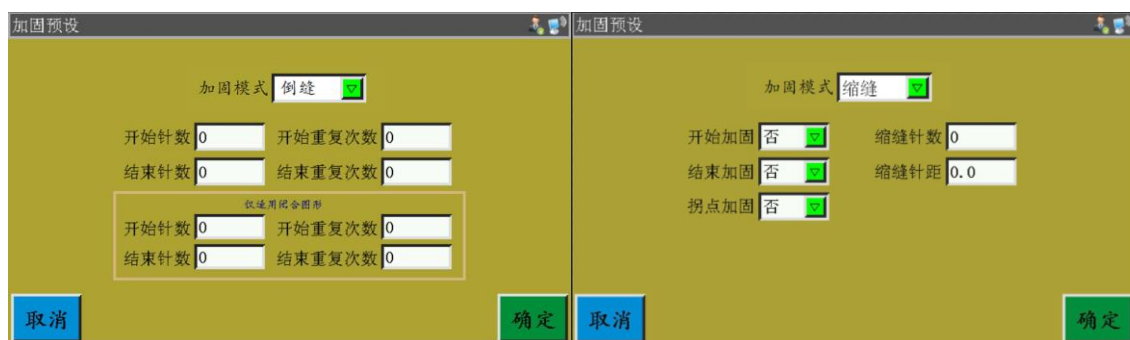 加固预设
加固模式 倒缝
开始针数 0 开始重复次数 0
结束针数 0 结束重复次数 0
仅适用闭合图形
开始针数 0 开始重复次数 0
结束针数 0 结束重复次数 0
取消 确定
加固预设
加固模式 缩缝
开始加固 否 缩缝针数 0
结束加固 否 缩缝针距 0.0
拐点加固 否
取消 确定